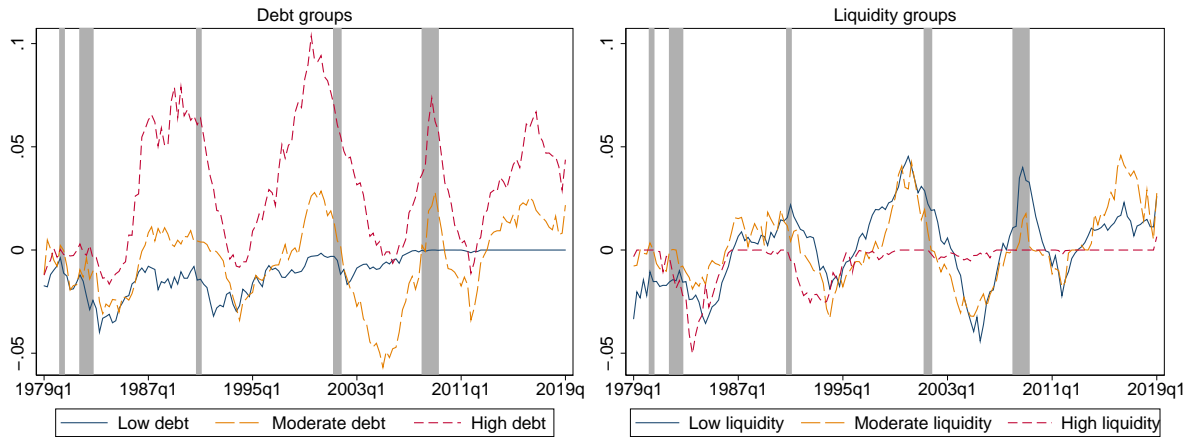 Debt groups
.1
.05
0
-.05
1979q1 1987q1 1995q1 2003q1 2011q1 2019q
Low debt Moderate debt High debt
Liquidity groups
.1
.05
0
-.05
1979q1 1987q1 1995q1 2003q1 2011q1 2019q1
Low liquidity Moderate liquidity High liquidity